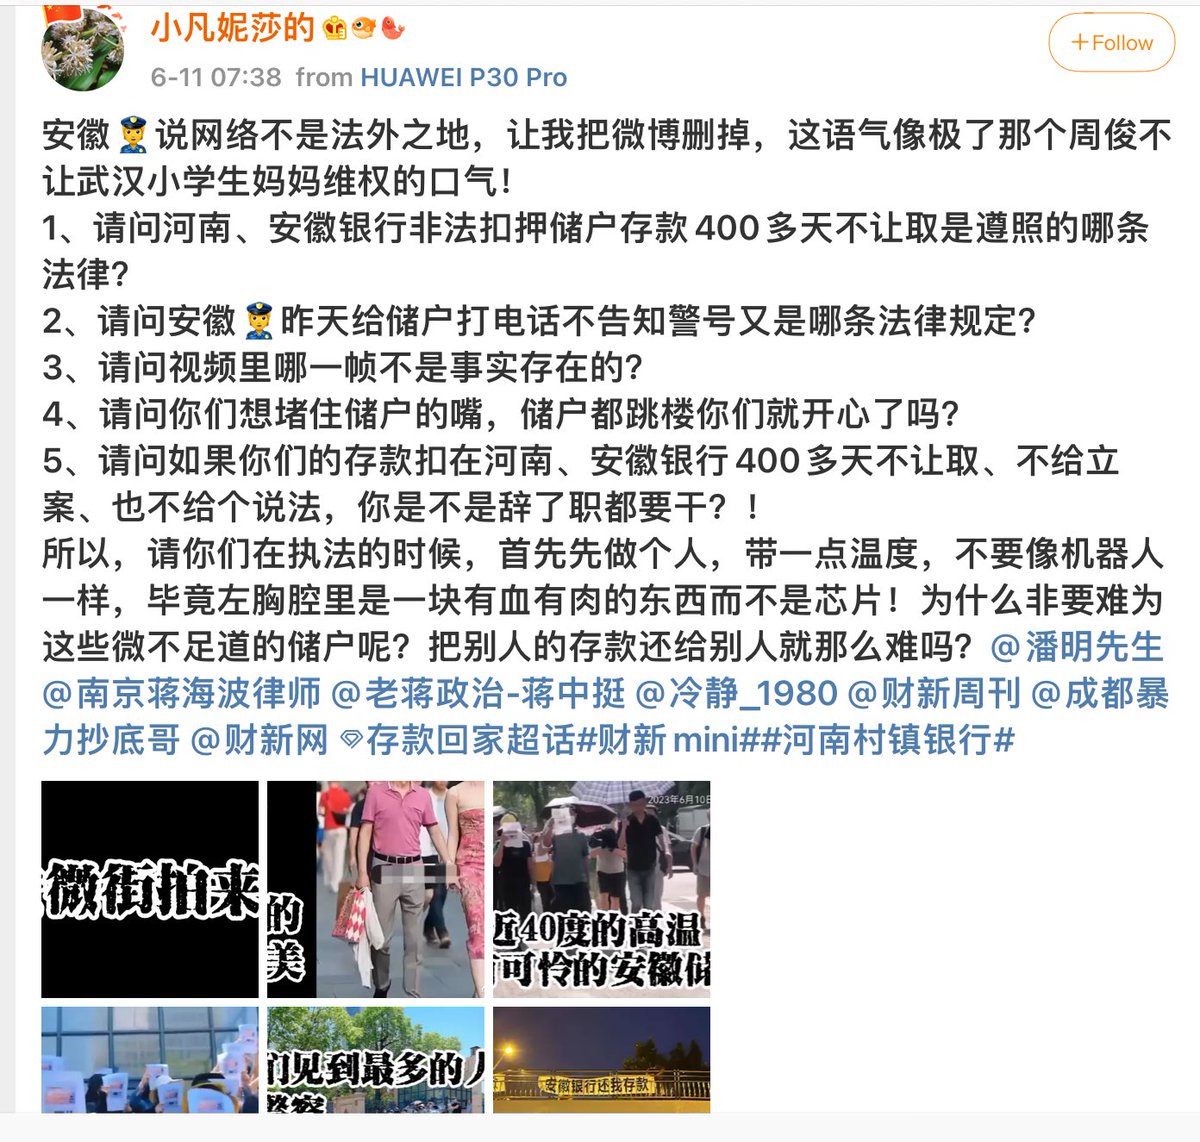 小凡妮莎的
+Follow
6-11 07:38 from HUAWEI P30 Pro
安徽👮说网络不是法外之地，让我把微博删掉，这语气像极了那个周俊不
让武汉小学生妈妈维权的口气！
1、请问河南、安徽银行非法扣押储户存款400多天不让取是遵照的哪条
法律？
2、请问安徽👮昨天给储户打电话不告知警号又是哪条法律规定？
3、请问视频里哪一帧不是事实存在的？
4、请问你们想堵住储户的嘴，储户都跳楼你们就开心了吗？
5、请问如果你们的存款扣在河南、安徽银行400多天不让取、不给立
案、也不给个说法，你是不是辞了职都要干？！
所以，请你们在执法的时候，首先先做个人，带一点温度，不要像机器人
一样，毕竟左胸腔里是一块有血有肉的东西而不是芯片！为什么非要难为
这些微不足道的储户呢？把别人的存款还给别人就那么难吗？@潘明先生
@南京蒋海波律师 @老蒋政治-蒋中挺 @冷静_1980 @财新周刊 @成都暴
力抄底哥 @财新网 存款回家超话#财新mini##河南村镇银行#
微街拍来
的
美
2023年6月10日
近40度的高温
可怜的安徽储
们见到最多的人
警察
安徽银行还我存款